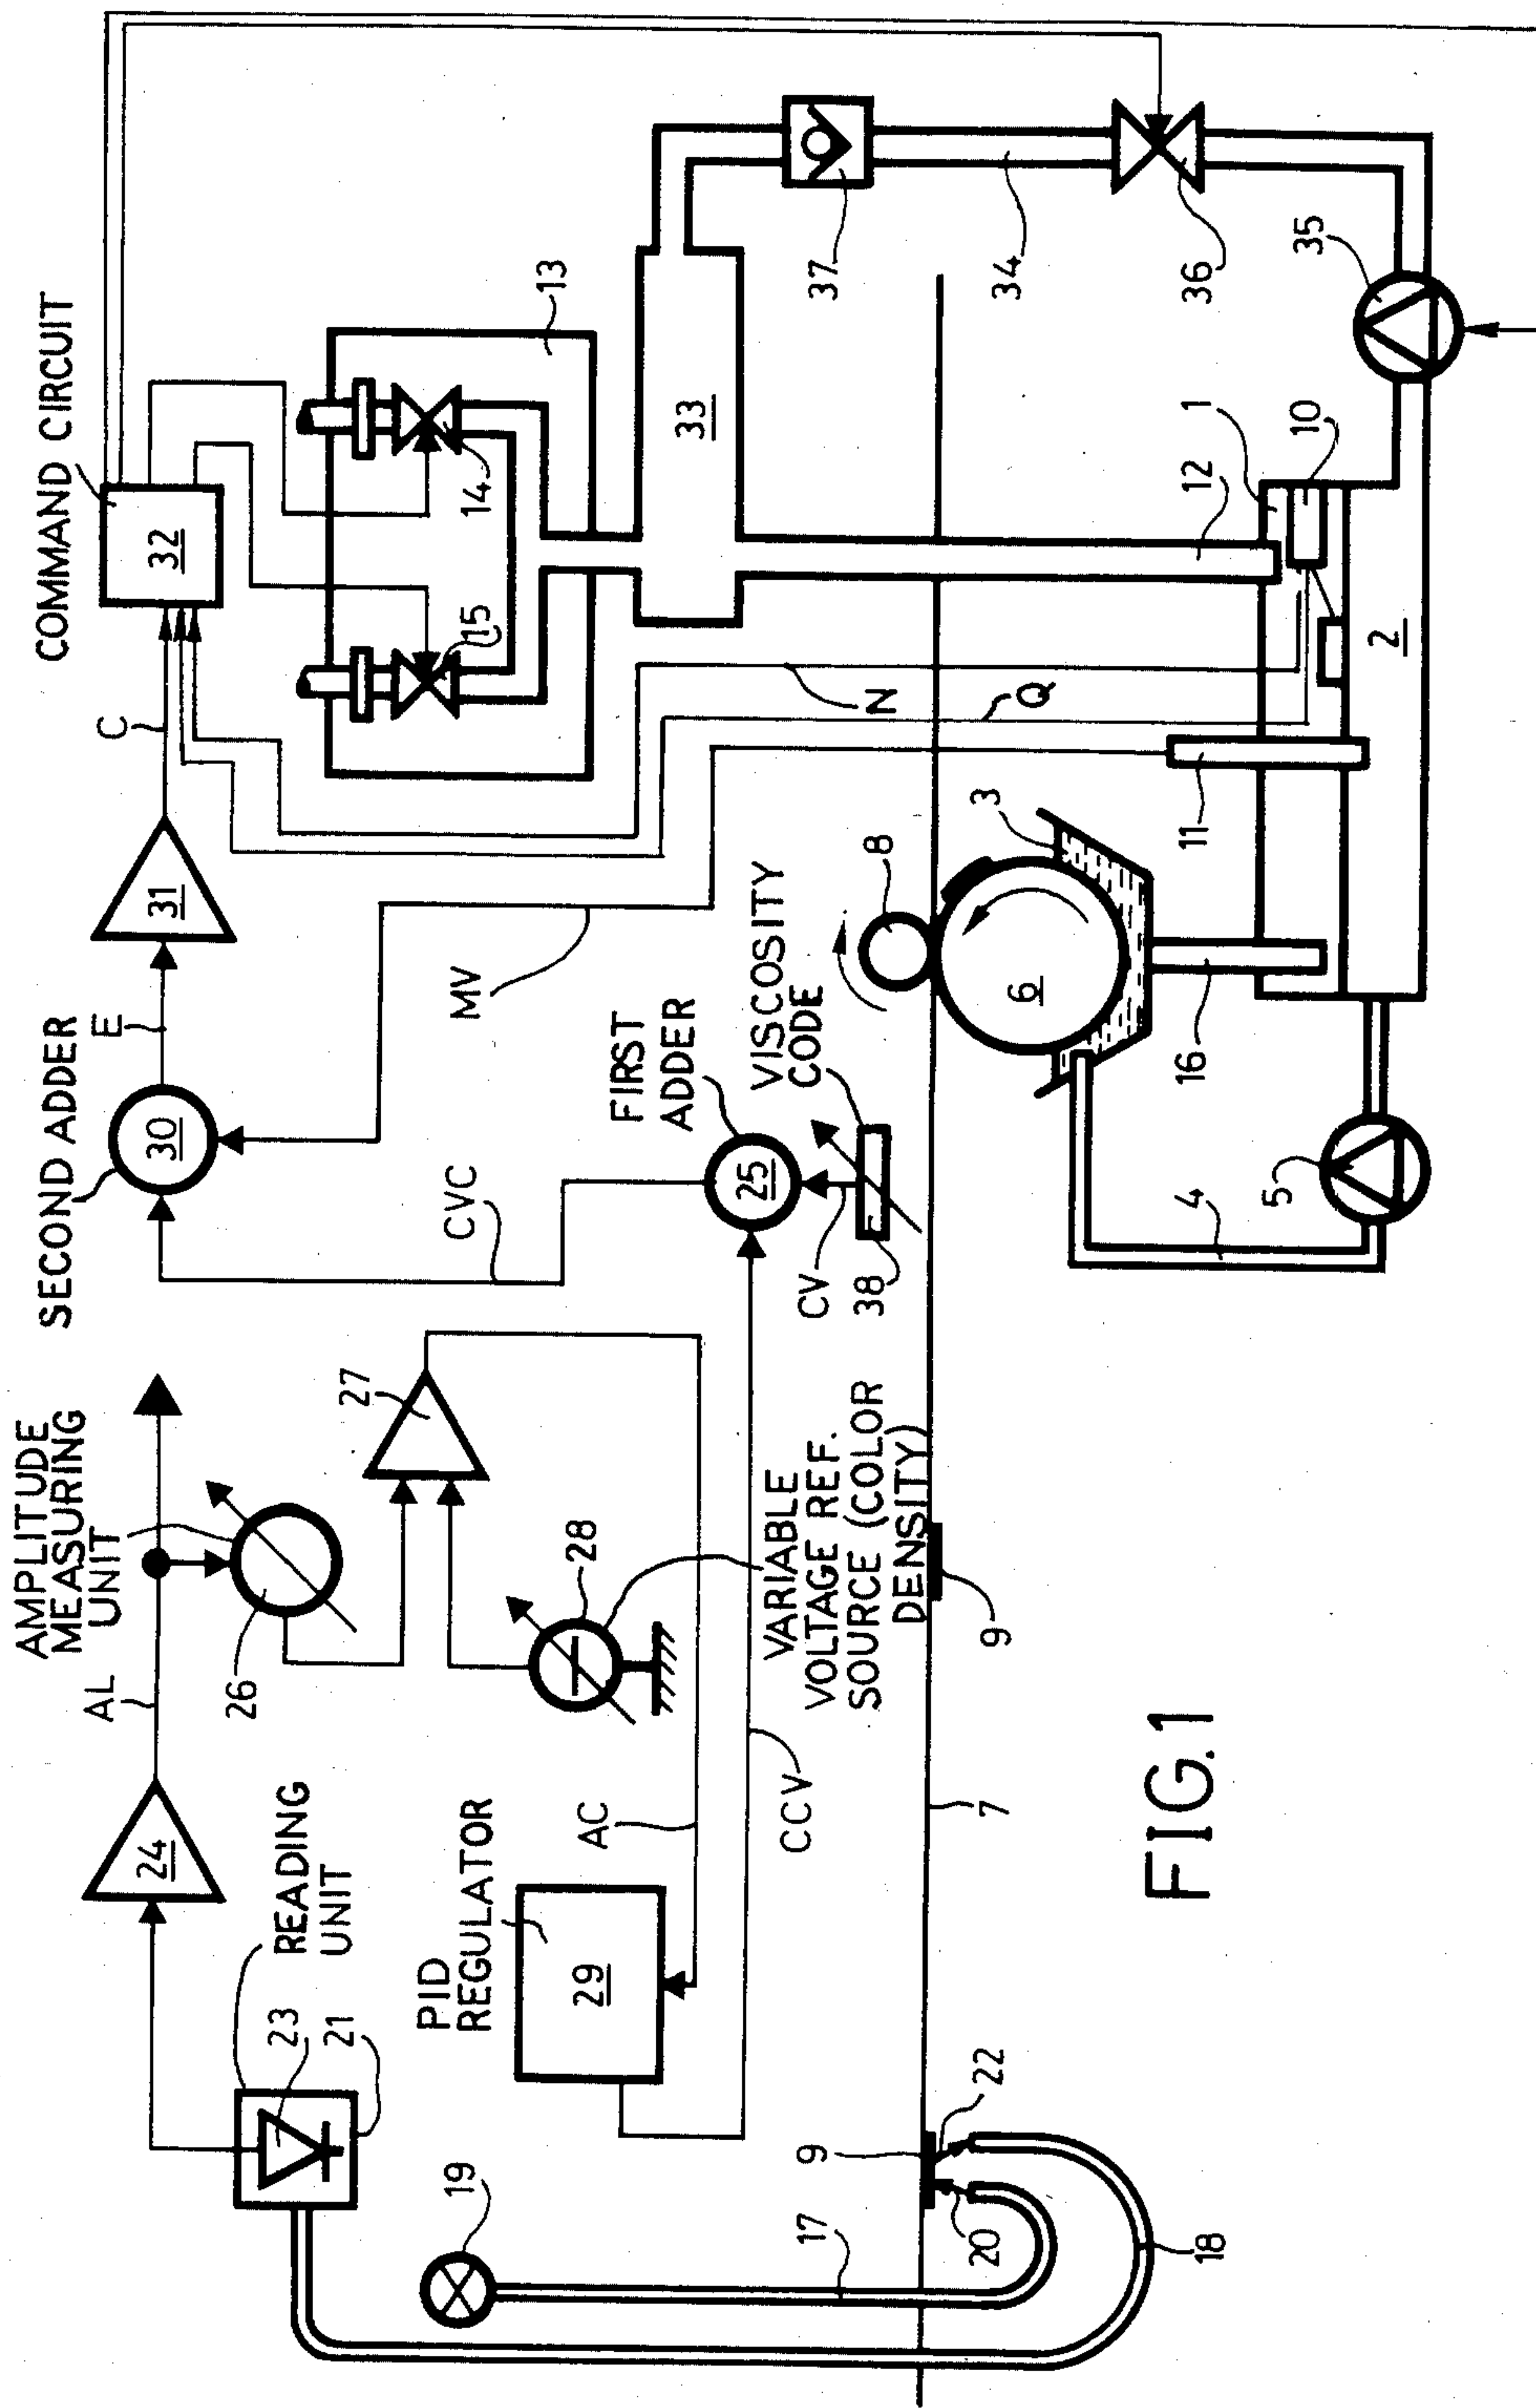 COMMAND CIRCUIT
32
C
31
E
SECOND ADDER
30
AMPLITUDE
MEASURING
UNIT
AL
26
24
READING
UNIT
23
21
13
14
15
33
37
34
36
35
N
Q
MV
CVC
27
28
AC
PID
REGULATOR
29
CCV
FIRST
ADDER
25
VISCOSITY
CODE
CV
38
VARIABLE
VOLTAGE REF.
SOURCE (COLOR
DENSITY)
8
3
6
16
11
12
1
10
2
4
5
9
7
9
22
20
19
17
18
FIG.1